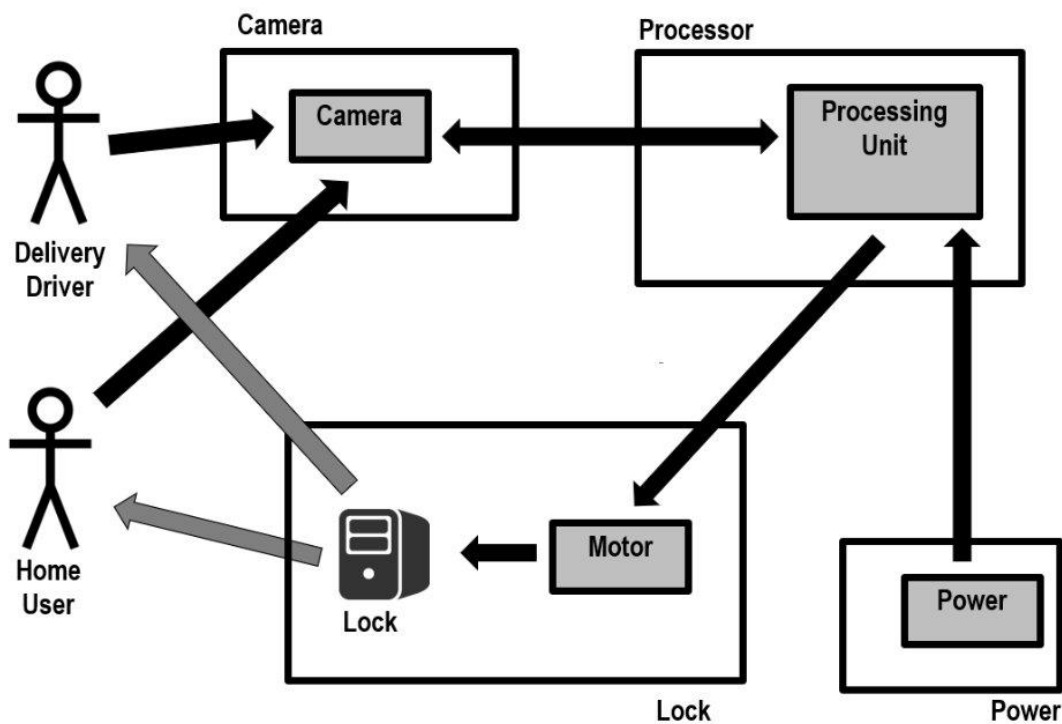 Camera
Processor
Camera
Processing
Unit
Delivery
Driver
Home
User
Lock
Motor
Power
Lock
Power